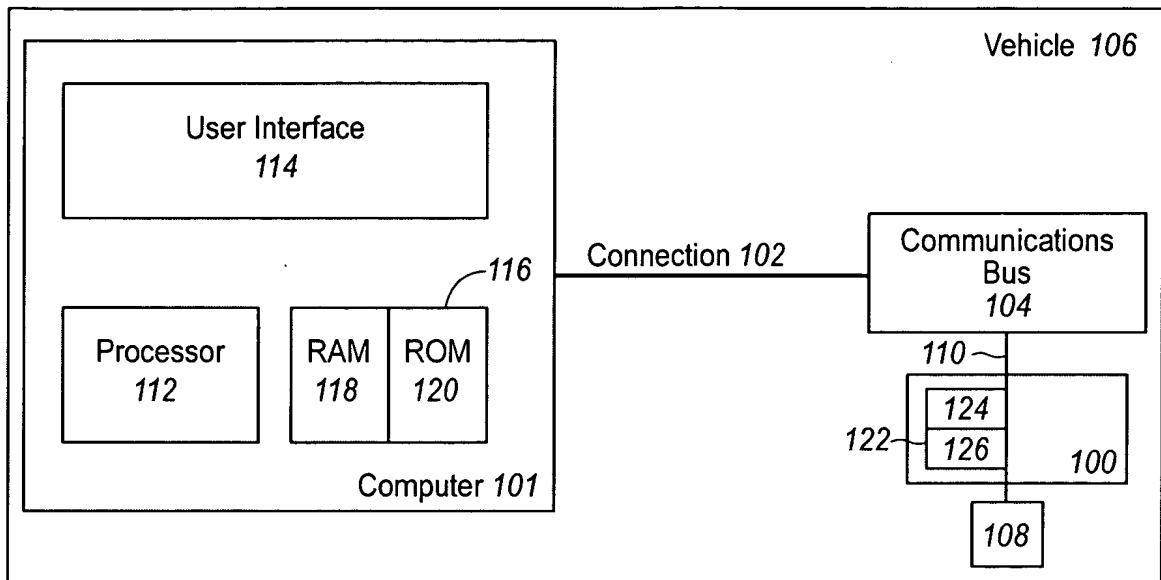 Vehicle 106
User Interface
114
Connection 102
Communications
Bus
104
116
Processor
112
RAM
118
ROM
120
110
124
122
126
100
Computer 101
108